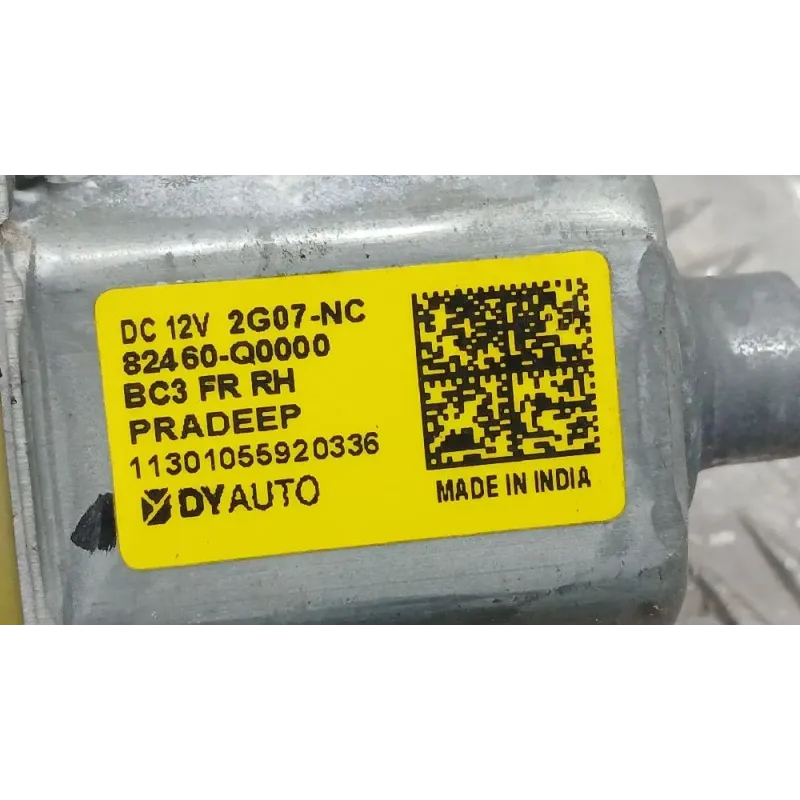 DC 12V 2G07-NC
82460-Q0000
BC3 FR RH
PRADEEP
11301055920336
DYAUTO
MADE IN INDIA